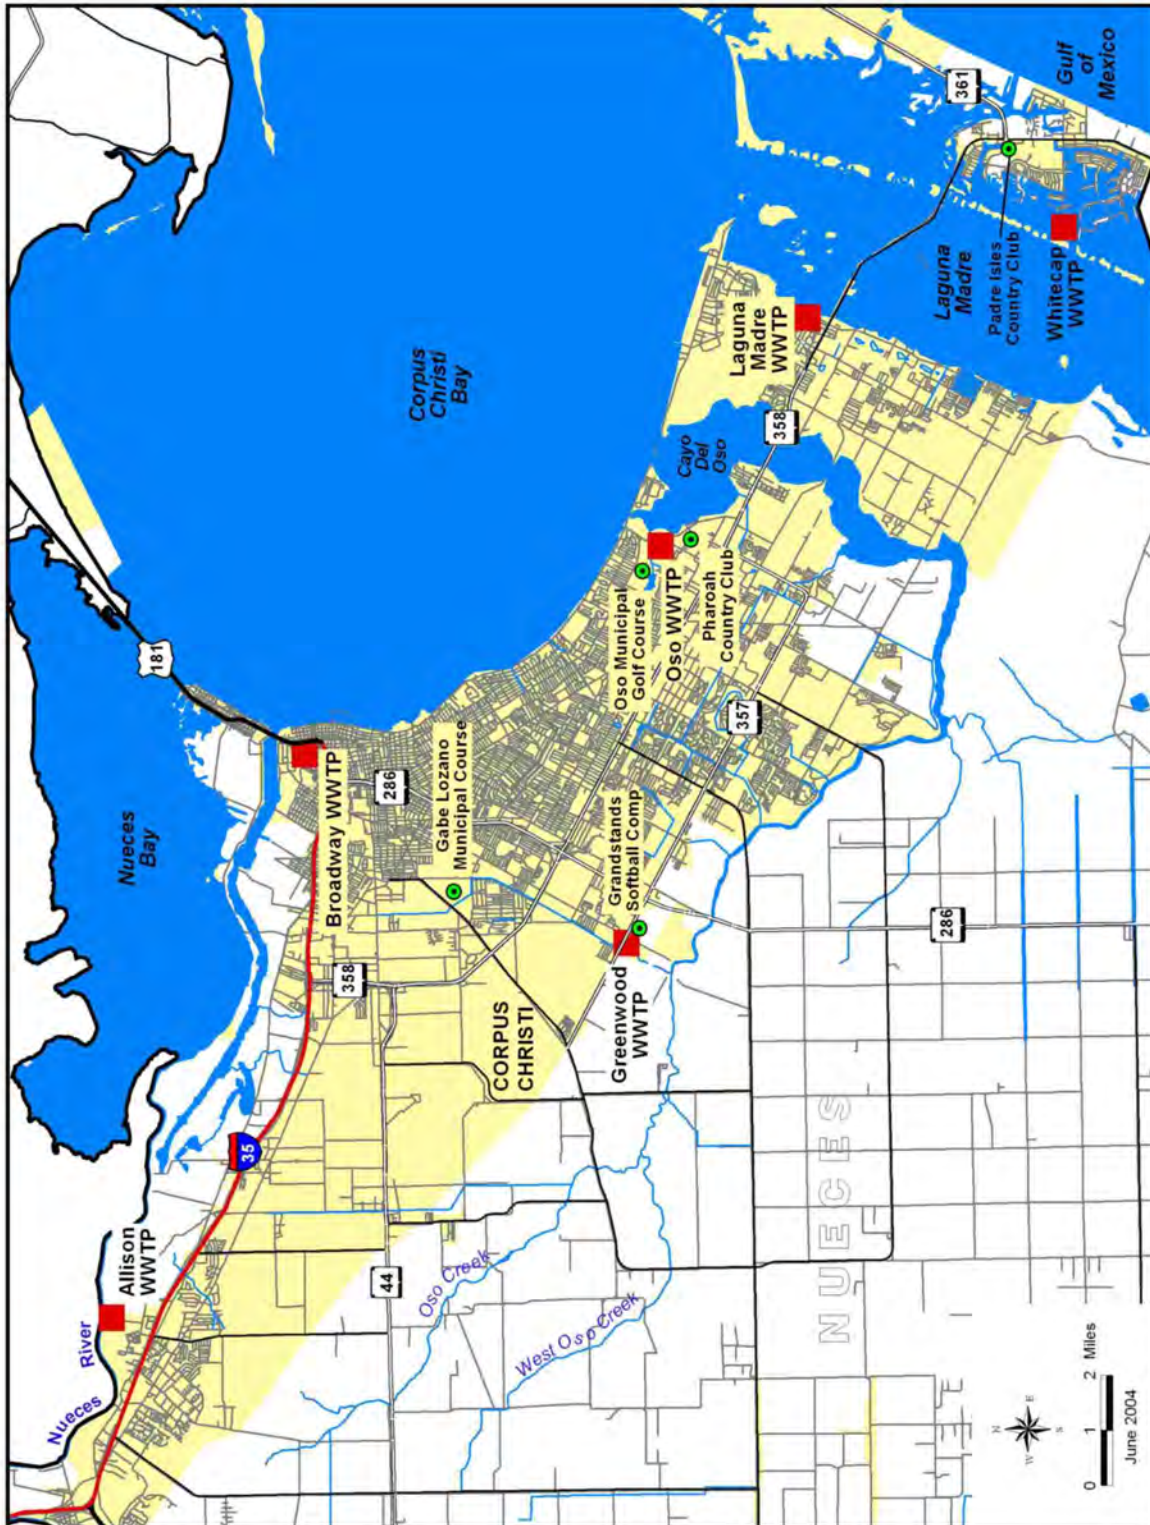 Nueces
River
Allison
WWTP
35
44
Oso Creek
West Oso Creek
NUECES
0 1 2 Miles
June 2004
N
E
S
W
Nueces
Bay
181
358
Broadway WWTP
286
Gabe Lozano
Municipal Course
CORPUS
CHRISTI
Greenwood
WWTP
Grandstands
Softball Comp
286
357
Corpus
Christi
Bay
Oso Municipal
Golf Course
Oso WWTP
Pharoah
Country Club
Cayo
Del
Oso
358
Laguna
Madre
WWTP
Laguna
Madre
Padre Isles
Country Club
Whitecap
WWTP
361
Gulf
of
Mexico